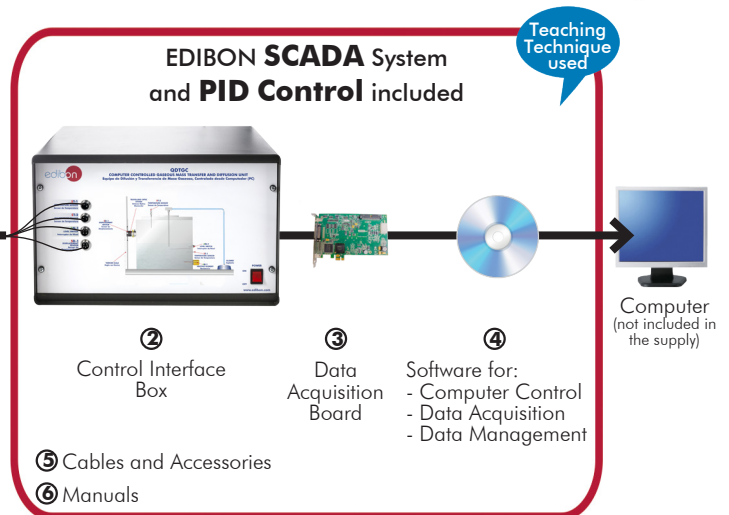 Teaching
Technique
used
EDIBON SCADA System
and PID Control included
edibon
QDTGC
COMPUTER CONTROLLED GASEOUS MASS TRANSFER AND DIFFUSION UNIT
Equipo de Difusión y Transferencia de Masa Gaseosa, Controlado desde Computador (PC)
POWER
www.edibon.com
② ③ ④
Control Interface
Box
Data
Acquisition
Board
Software for:
- Computer Control
- Data Acquisition
- Data Management
Computer
(not included in
the supply)
⑤ Cables and Accessories
⑥ Manuals